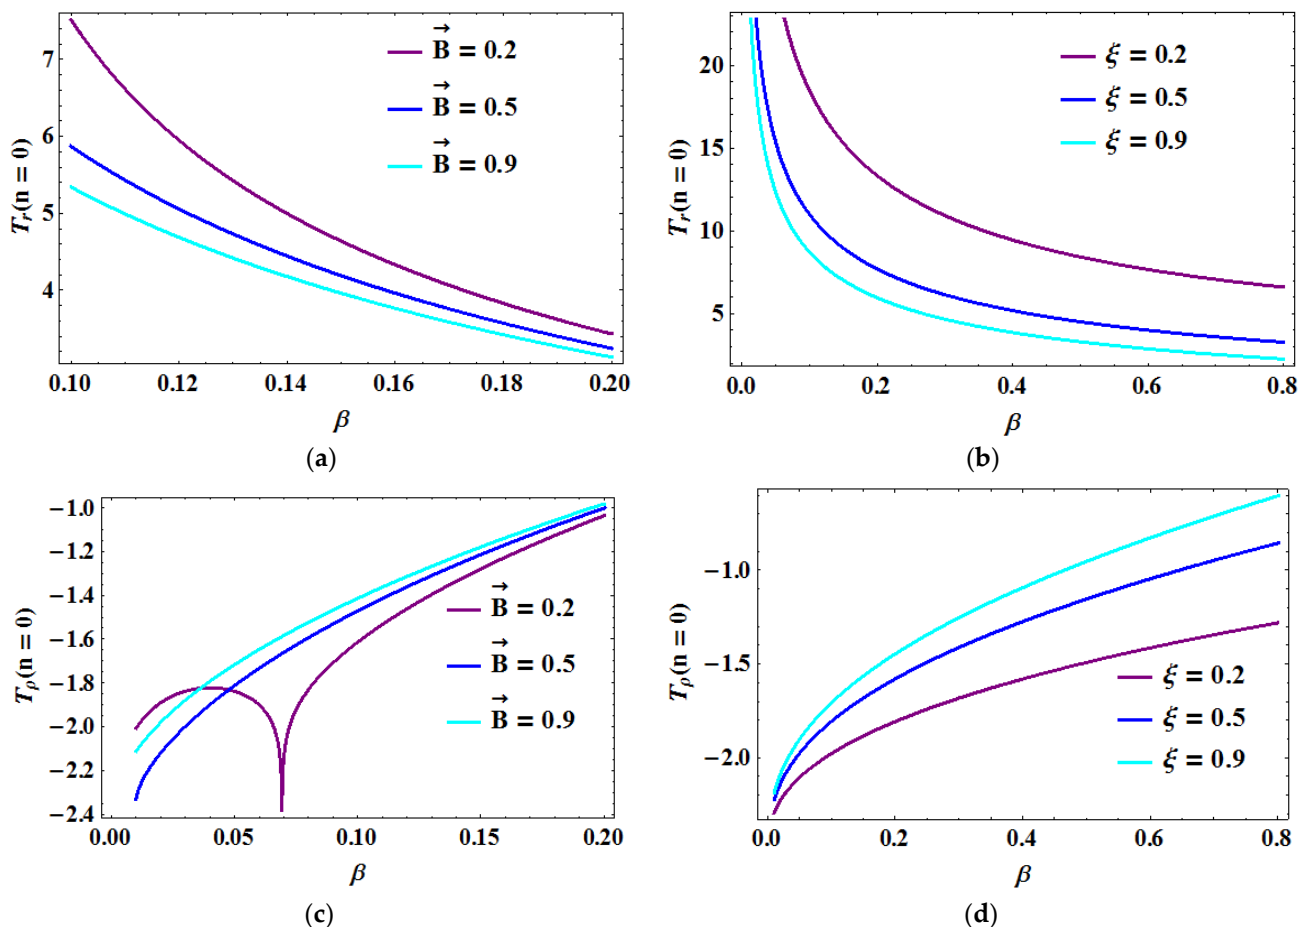 7
6
5
4
0.10 0.12 0.14 0.16 0.18 0.20
T_r(n = 0)
β
→
B = 0.2
→
B = 0.5
→
B = 0.9
(a)
20
15
10
5
0.0 0.2 0.4 0.6 0.8
T_r(n = 0)
β
ξ = 0.2
ξ = 0.5
ξ = 0.9
(b)
−1.0
−1.2
−1.4
−1.6
−1.8
−2.0
−2.2
−2.4
0.00 0.05 0.10 0.15 0.20
T_ρ(n = 0)
β
→
B = 0.2
→
B = 0.5
→
B = 0.9
(c)
−1.0
−1.5
−2.0
0.0 0.2 0.4 0.6 0.8
T_ρ(n = 0)
β
ξ = 0.2
ξ = 0.5
ξ = 0.9
(d)